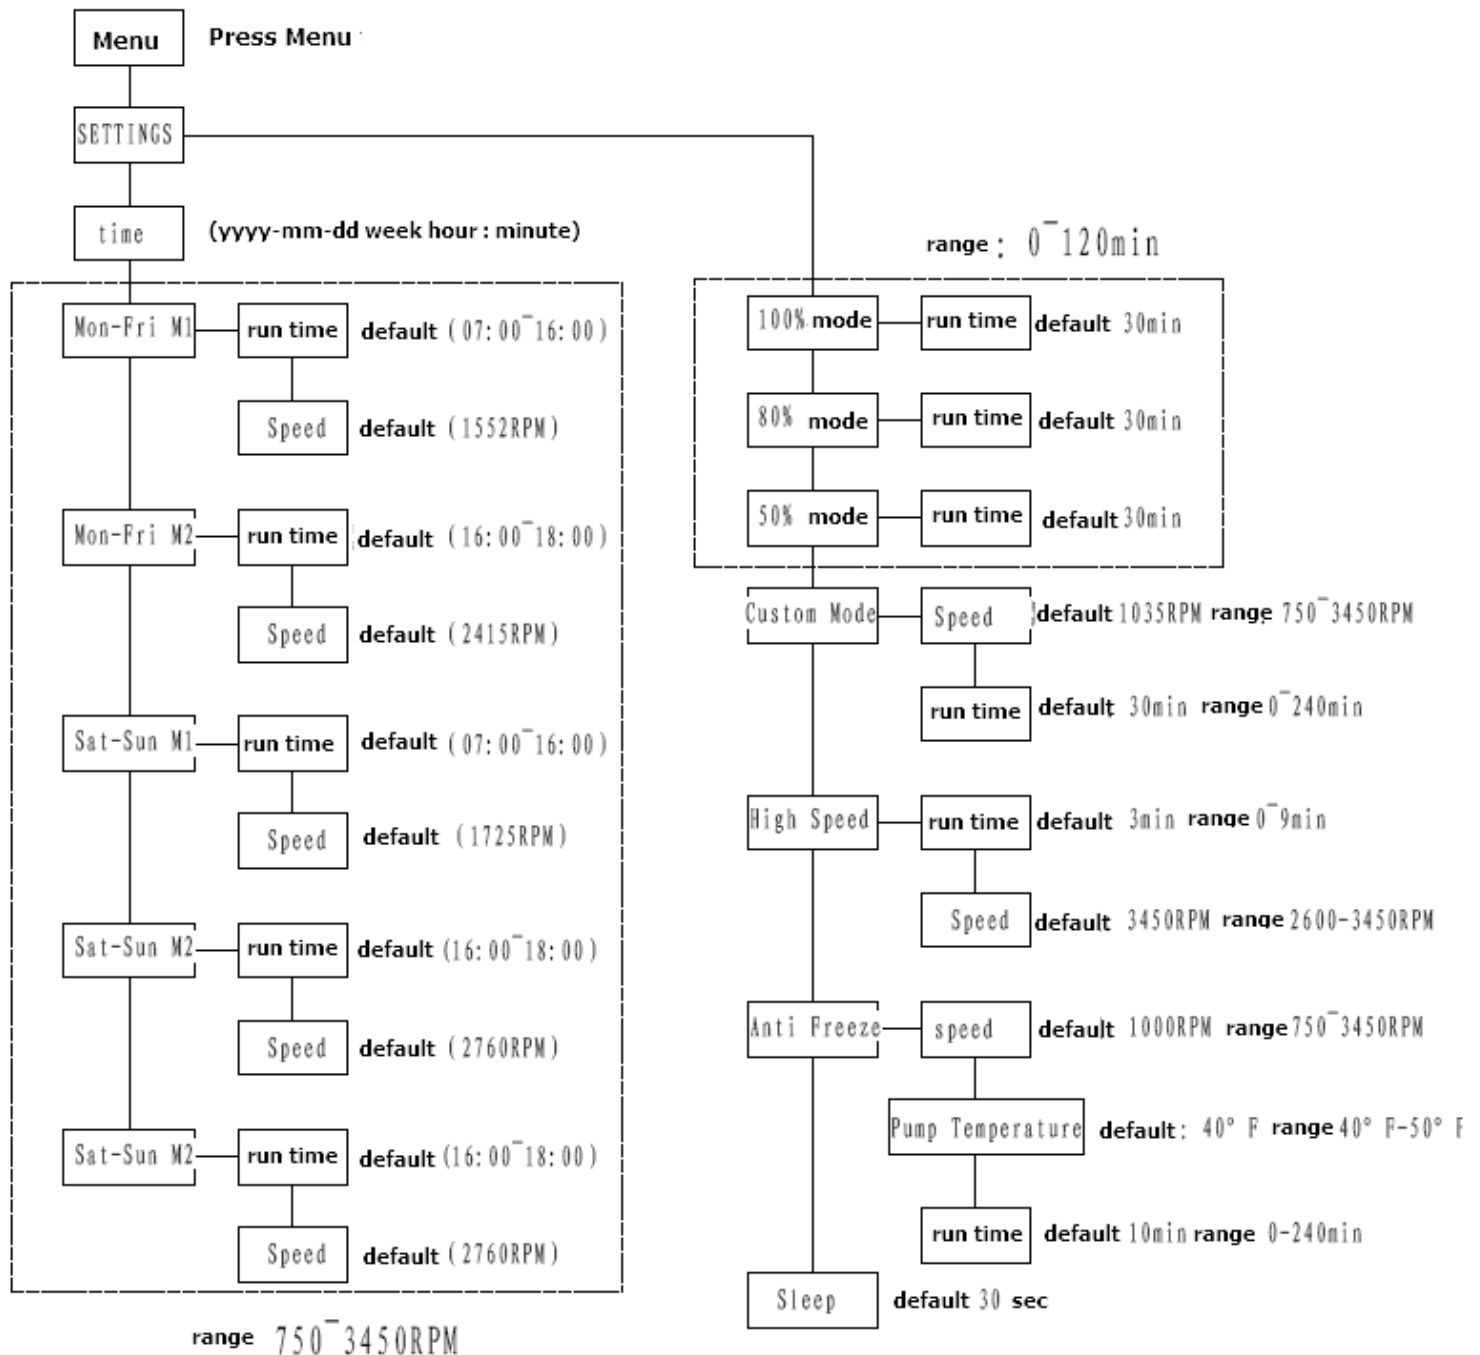 Menu Press Menu
SETTINGS
time (yyyy-mm-dd week hour : minute)
Mon-Fri M1 run time default (07:00‾16:00)
Speed default (1552RPM)
Mon-Fri M2 run time default (16:00‾18:00)
Speed default (2415RPM)
Sat-Sun M1 run time default (07:00‾16:00)
Speed default (1725RPM)
Sat-Sun M2 run time default (16:00‾18:00)
Speed default (2760RPM)
Sat-Sun M2 run time default (16:00‾18:00)
Speed default (2760RPM)
range 750‾3450RPM
range : 0‾120min
100% mode run time default 30min
80% mode run time default 30min
50% mode run time default 30min
Custom Mode Speed default 1035RPM range 750‾3450RPM
run time default 30min range 0‾240min
High Speed run time default 3min range 0‾9min
Speed default 3450RPM range 2600-3450RPM
Anti Freeze speed default 1000RPM range 750‾3450RPM
Pump Temperature default: 40° F range 40° F-50° F
run time default 10min range 0-240min
Sleep default 30 sec